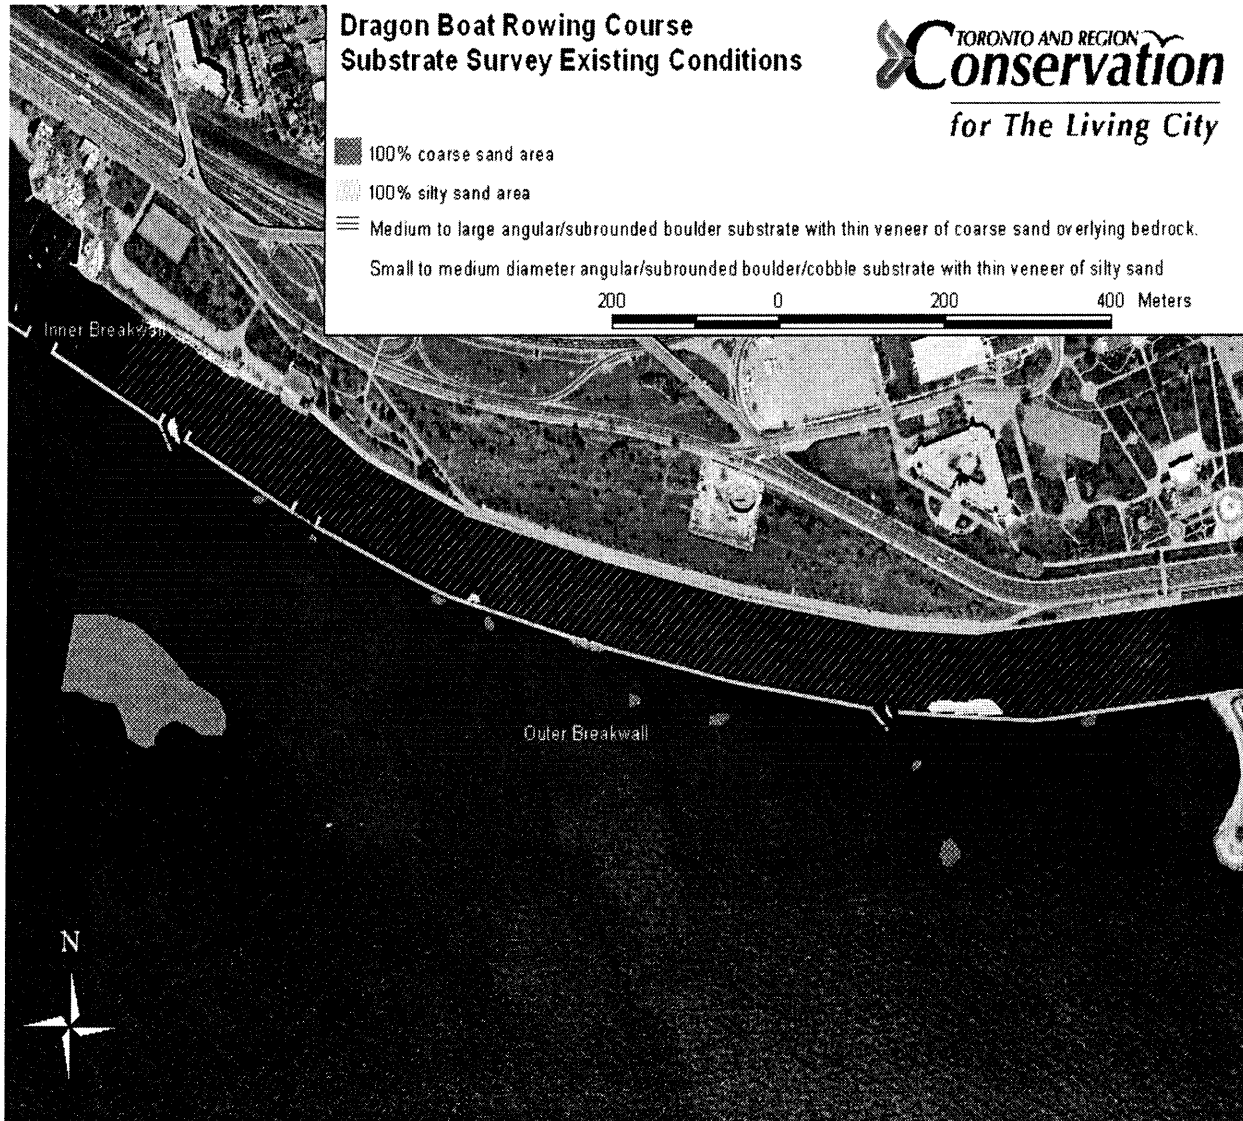 Dragon Boat Rowing Course
Substrate Survey Existing Conditions
TORONTO AND REGION
Conservation
for The Living City
100% coarse sand area
100% silty sand area
Medium to large angular/subrounded boulder substrate with thin veneer of coarse sand overlying bedrock.
Small to medium diameter angular/subrounded boulder/cobble substrate with thin veneer of silty sand
200 0 200 400 Meters
Inner Breakwall
Outer Breakwall
N